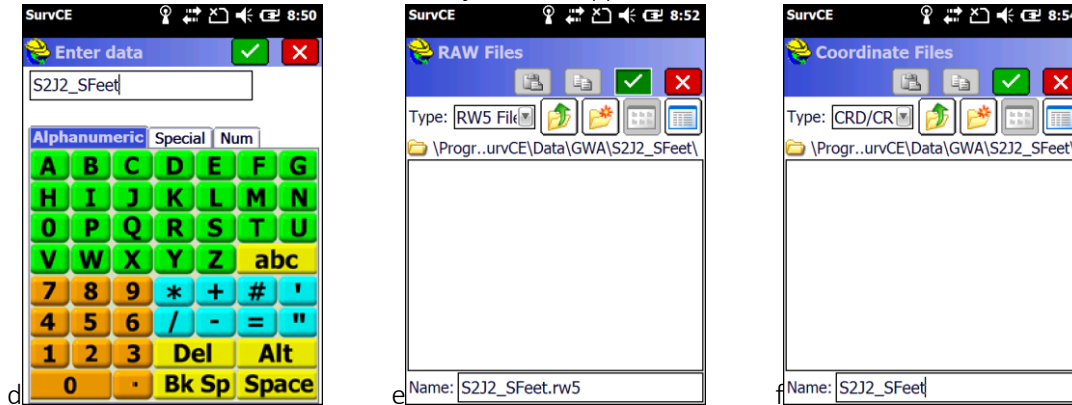 SurvCE 8:50
Enter data
S2J2_SFeet
Alphanumeric Special Num
A B C D E F G
H I J K L M N
O P Q R S T U
V W X Y Z abc
7 8 9 * + # '
4 5 6 / - = "
1 2 3 Del Alt
0 . Bk Sp Space
d
SurvCE 8:52
RAW Files
Type: RW5 File
\Progr..urvCE\Data\GWA\S2J2_SFeet\
Name: S2J2_SFeet.rw5
e
SurvCE 8:54
Coordinate Files
Type: CRD/CR
\Progr..urvCE\Data\GWA\S2J2_SFeet\
Name: S2J2_SFeet
f